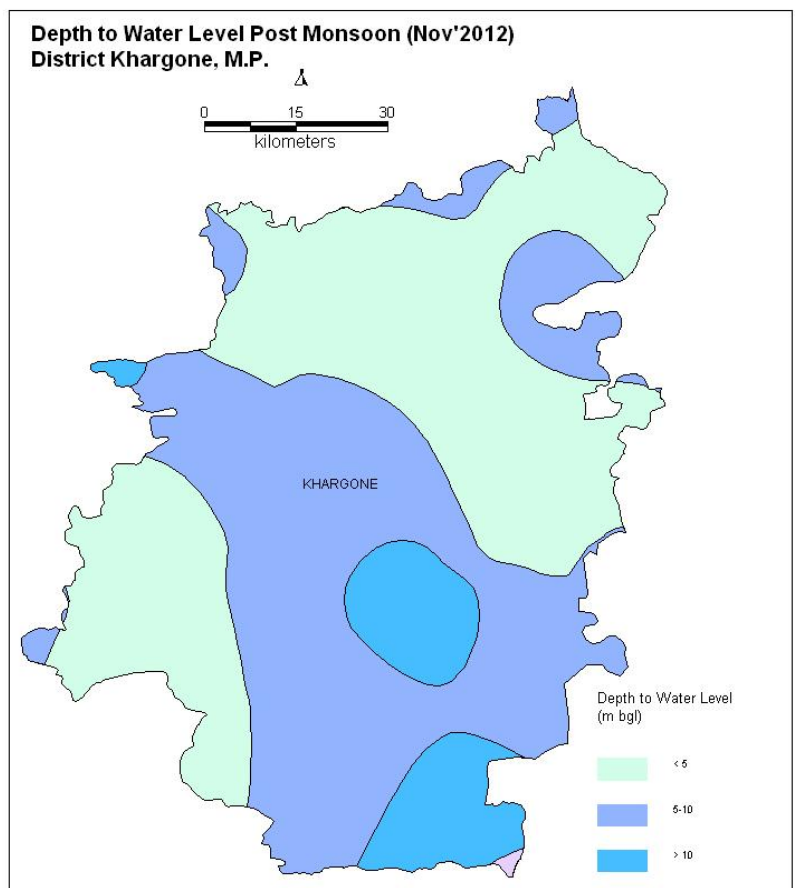 Depth to Water Level Post Monsoon (Nov'2012)
District Khargone, M.P.
0 15 30
kilometers
KHARGONE
Depth to Water Level
(m bgl)
< 5
5-10
> 10